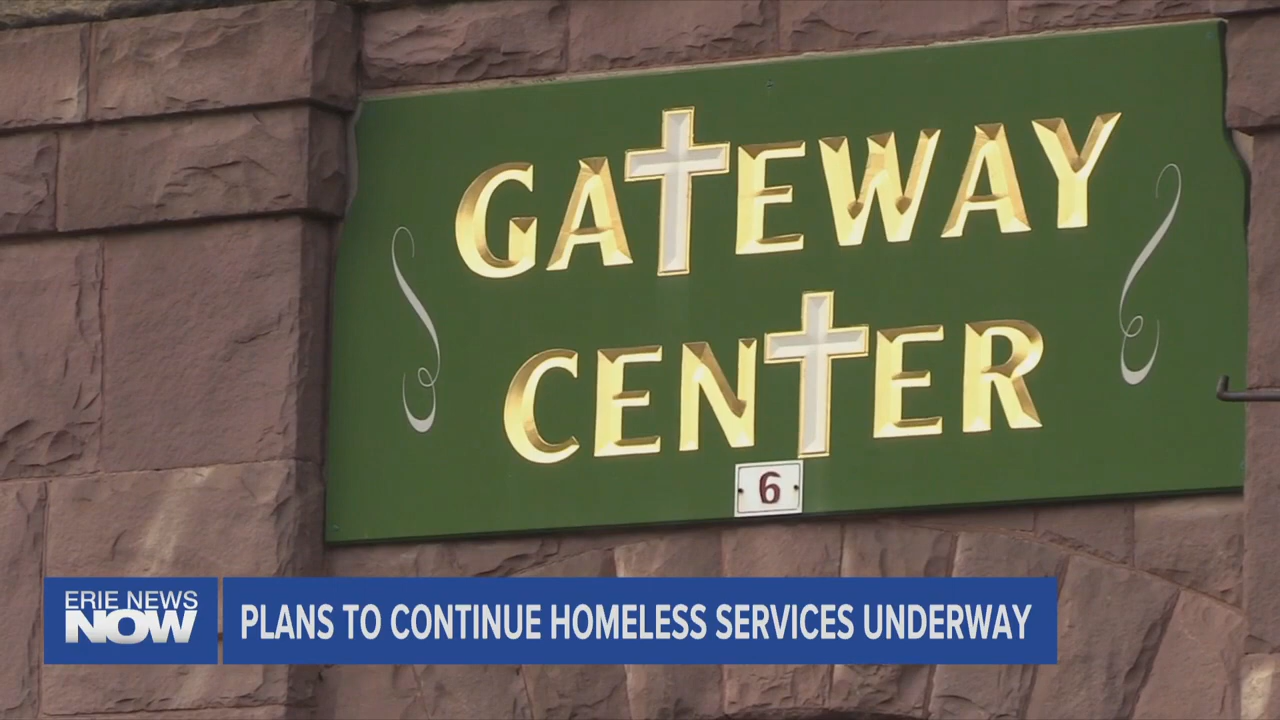 GATEWAY
CENTER
6
ERIE NEWS
NOW
PLANS TO CONTINUE HOMELESS SERVICES UNDERWAY